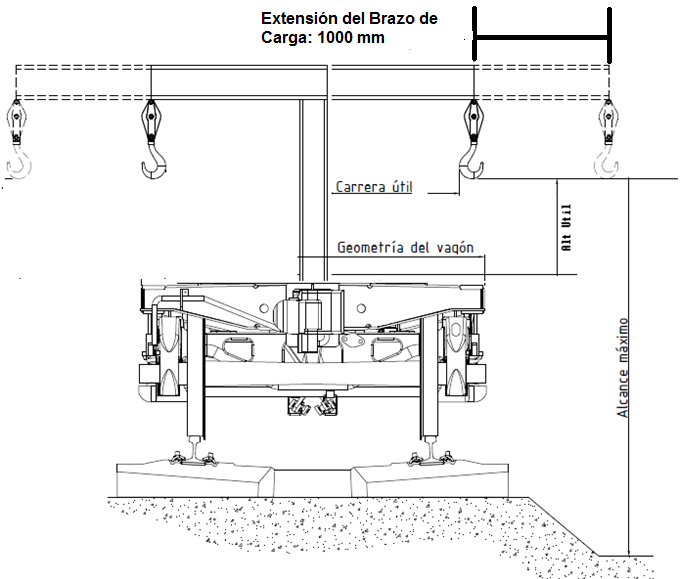 Extensión del Brazo de
Carga: 1000 mm
Carrera útil
Alt Util
Geometría del vagón
Alcance máximo